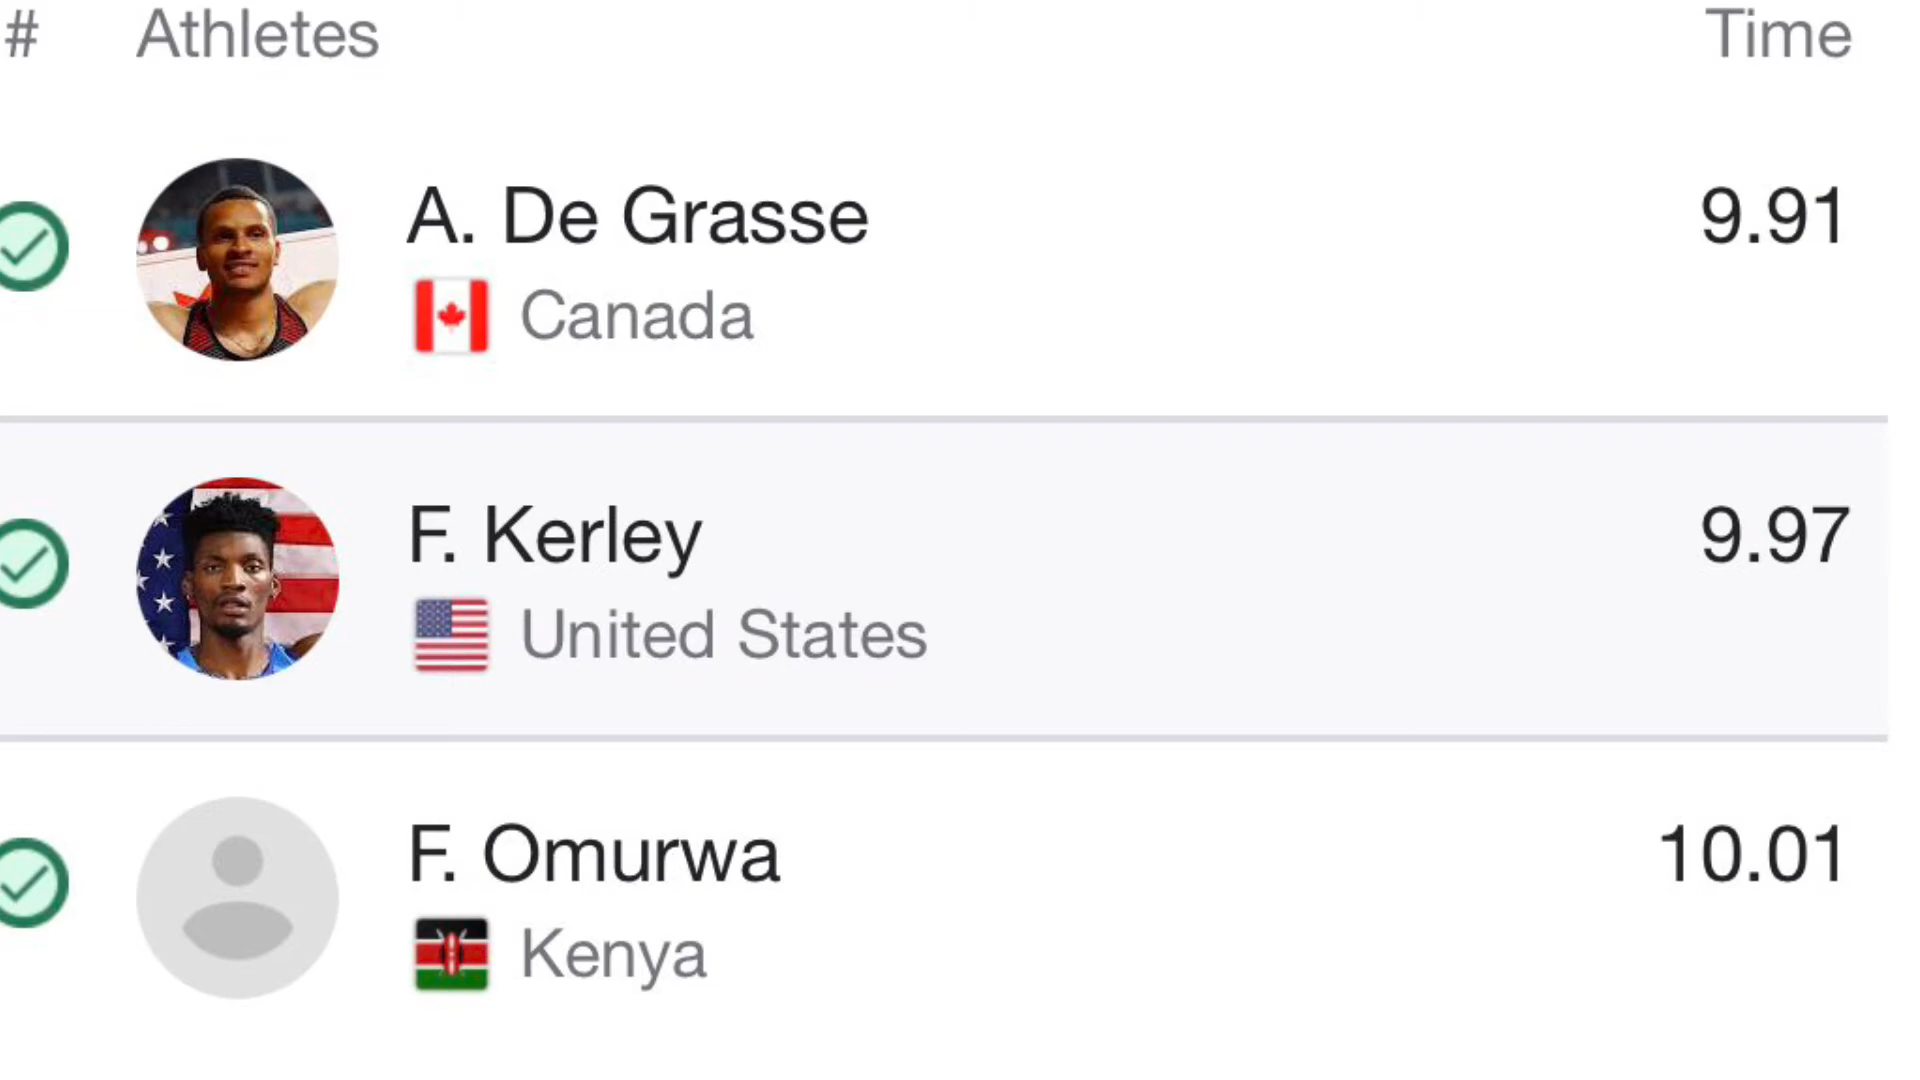 # Athletes Time
A. De Grasse 9.91
Canada
F. Kerley 9.97
United States
F. Omurwa 10.01
Kenya